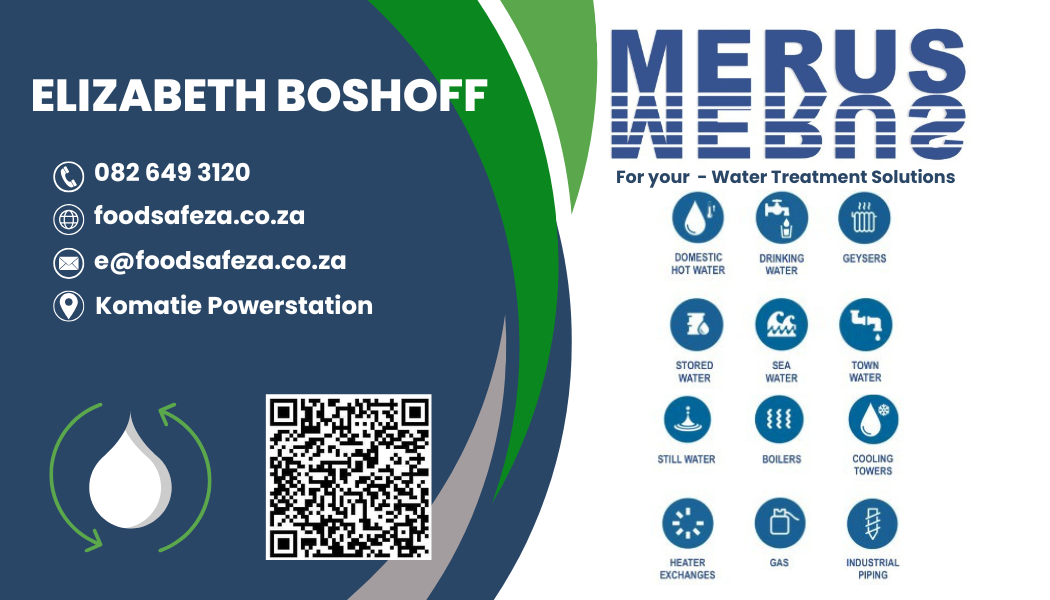 ELIZABETH BOSHOFF
082 649 3120
foodsafeza.co.za
e@foodsafeza.co.za
Komatie Powerstation
MERUS
MERUS
For your - Water Treatment Solutions
DOMESTIC
HOT WATER
DRINKING
WATER
GEYSERS
STORED
WATER
SEA
WATER
TOWN
WATER
STILL WATER
BOILERS
COOLING
TOWERS
HEATER
EXCHANGES
GAS
INDUSTRIAL
PIPING